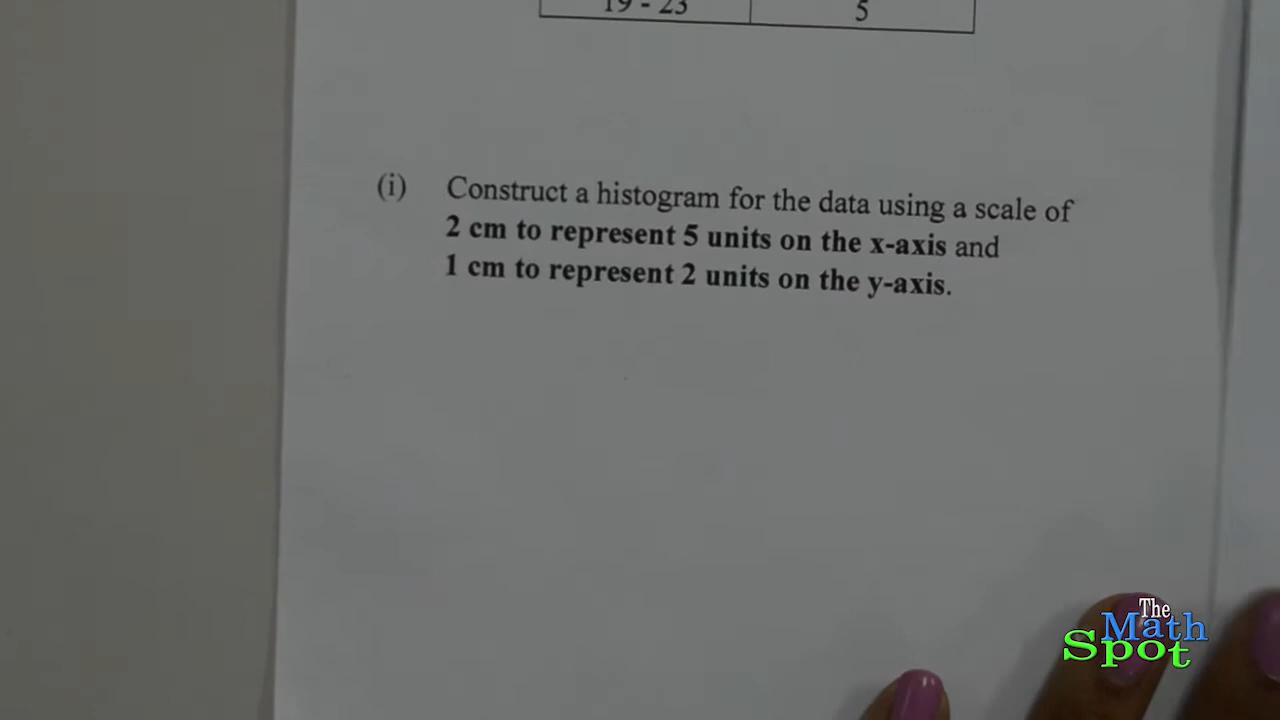 19 - 23 5
(i) Construct a histogram for the data using a scale of
2 cm to represent 5 units on the x-axis and
1 cm to represent 2 units on the y-axis.
The
Math
Spot